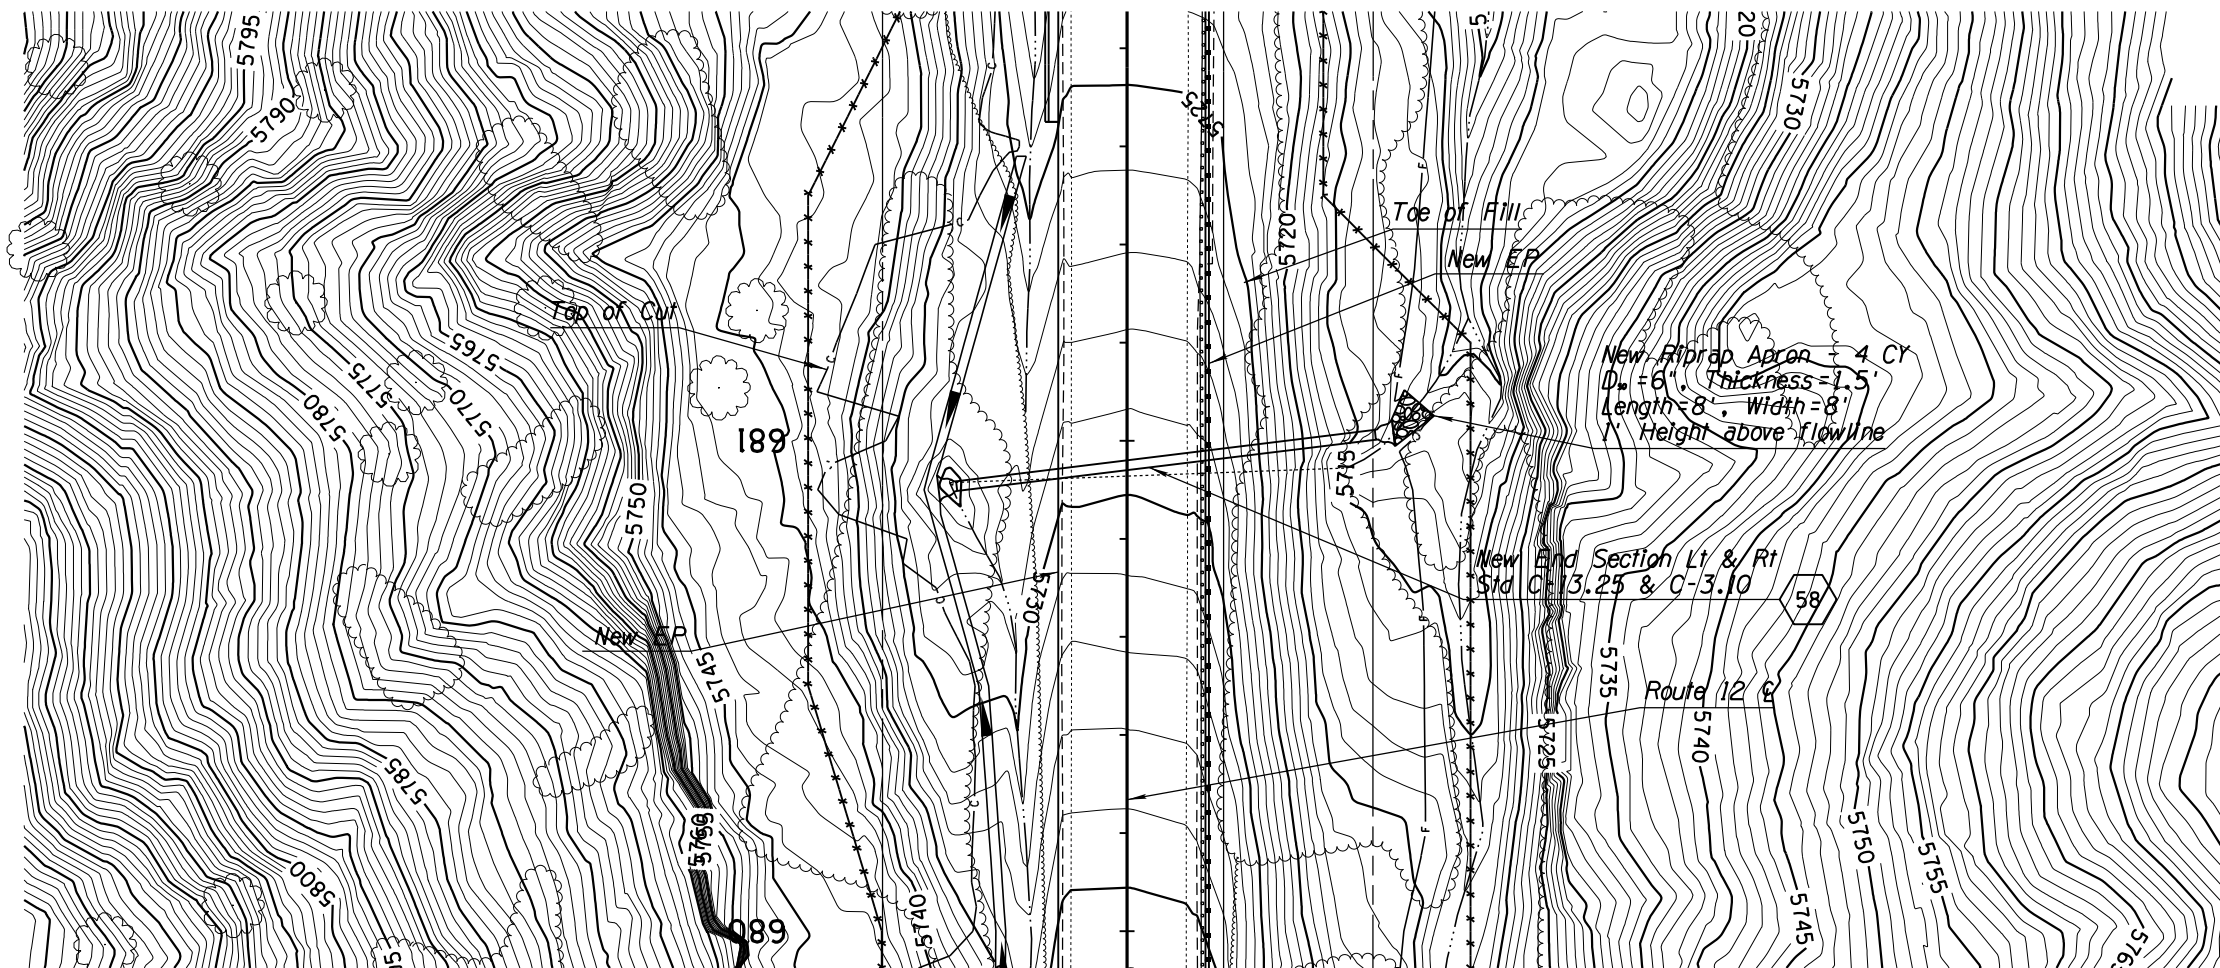 5795
5790
5725
20
5730
5720
Toe of Fill
New EP
Top of Cut
5765
5775
5770
5780
New Riprap Apron - 4 CY
=6", Thickness=1.5'
Length=8', Width=8'
1' Height above flowline
681
5715
5750
New End Section Lt & Rt
Std C-13.25 & C-3.10
58
5730
New EP
5745
5735
Route 12 ℄
5740
5725
5785
5760
5750
5755
5800
5740
5745
680